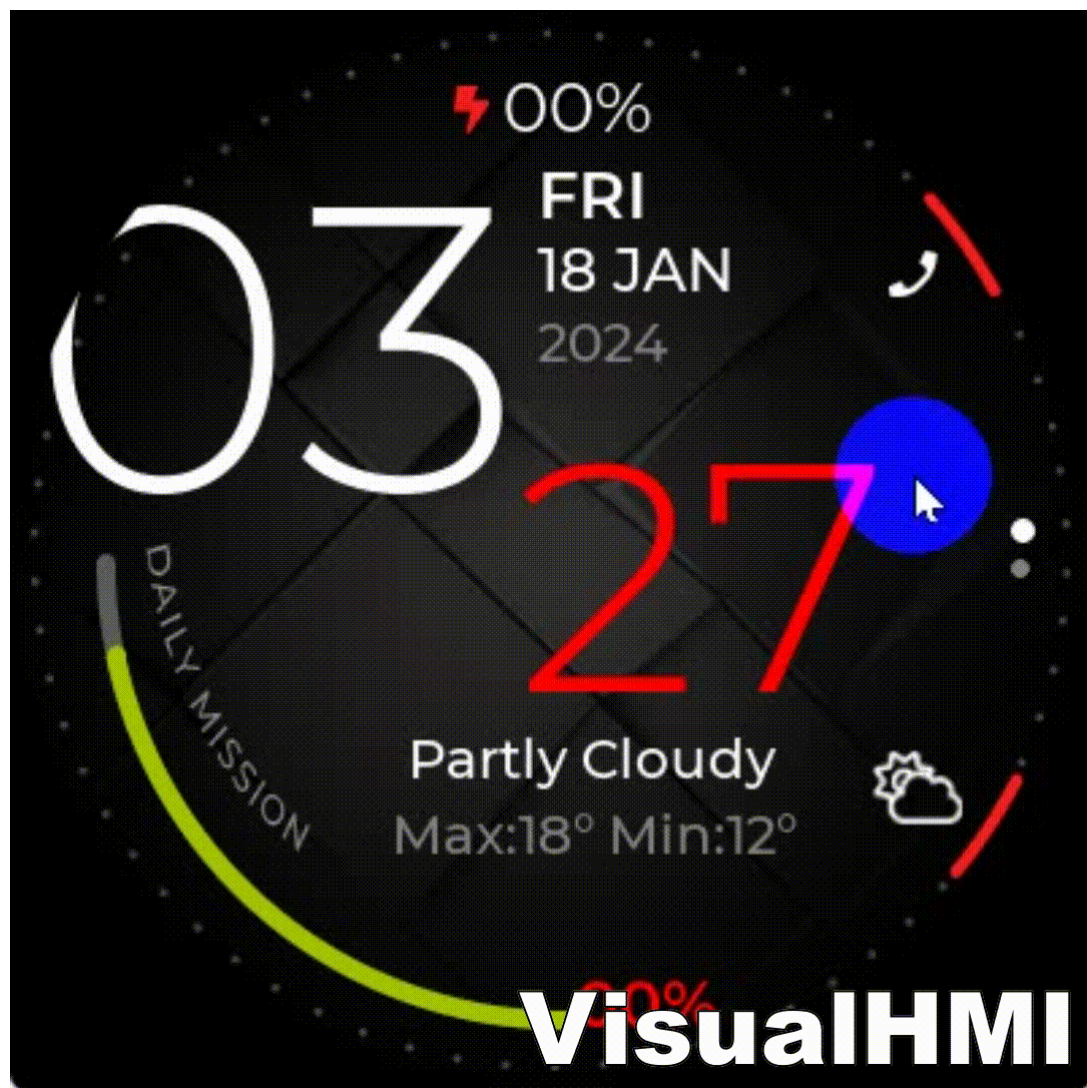 00%
FRI
18 JAN
2024
03
27
DAILY MISSION
Partly Cloudy
Max:18° Min:12°
VisualHMI